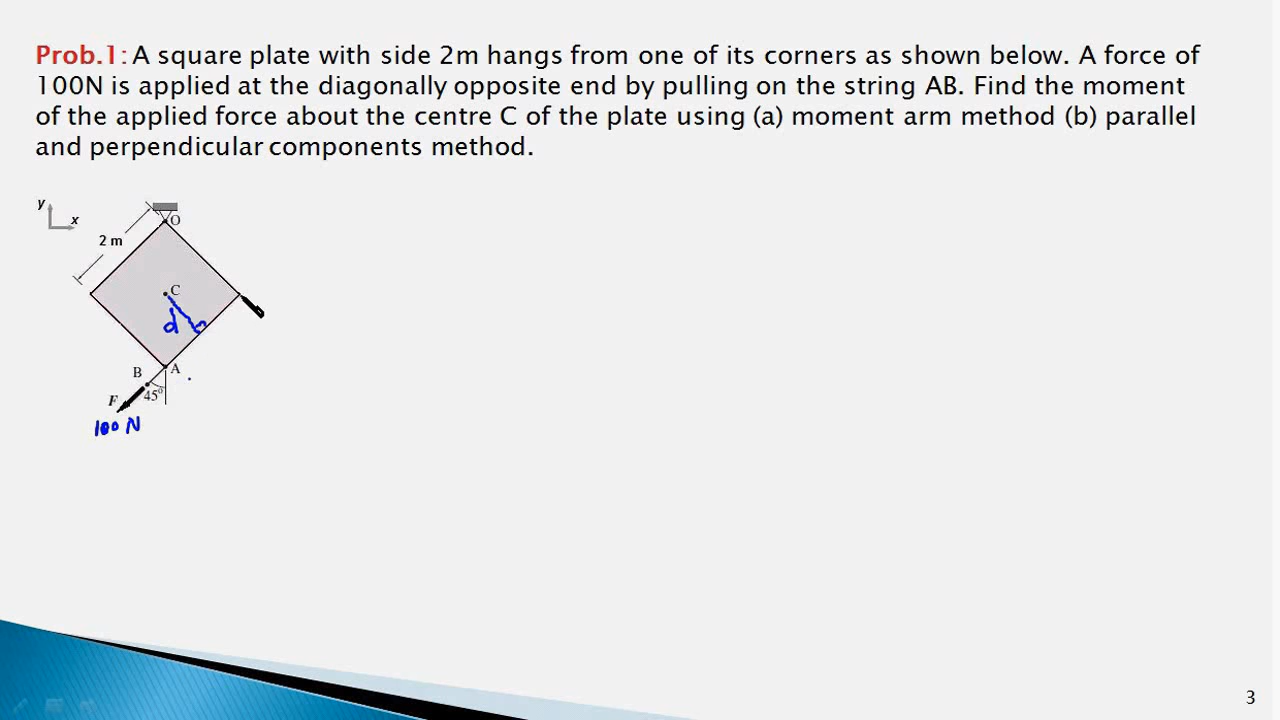 Prob.1: A square plate with side 2m hangs from one of its corners as shown below. A force of
100N is applied at the diagonally opposite end by pulling on the string AB. Find the moment
of the applied force about the centre C of the plate using (a) moment arm method (b) parallel
and perpendicular components method.
y
x
O
2 m
C
d
B
A
45°
F
100 N
3